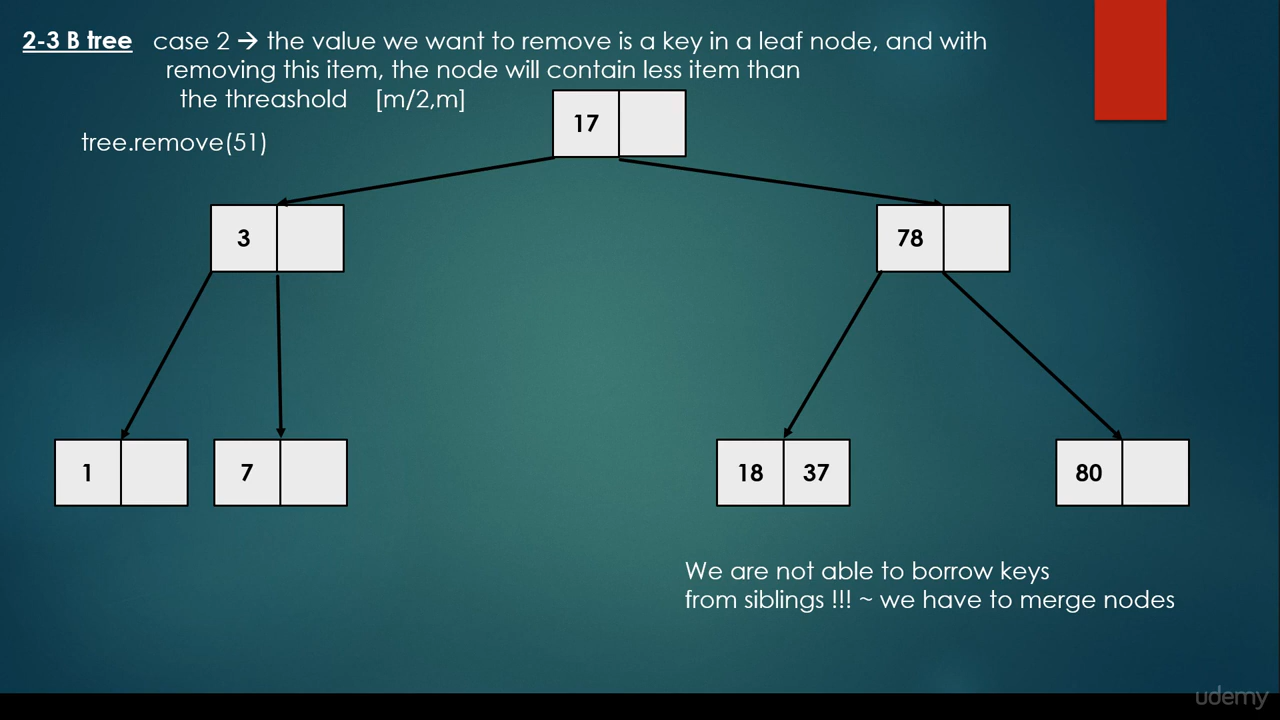 2-3 B tree case 2 → the value we want to remove is a key in a leaf node, and with
removing this item, the node will contain less item than
the threashold [m/2,m]
tree.remove(51)
17
3
78
1
7
18 37
80
We are not able to borrow keys
from siblings !!! ~ we have to merge nodes
udemy